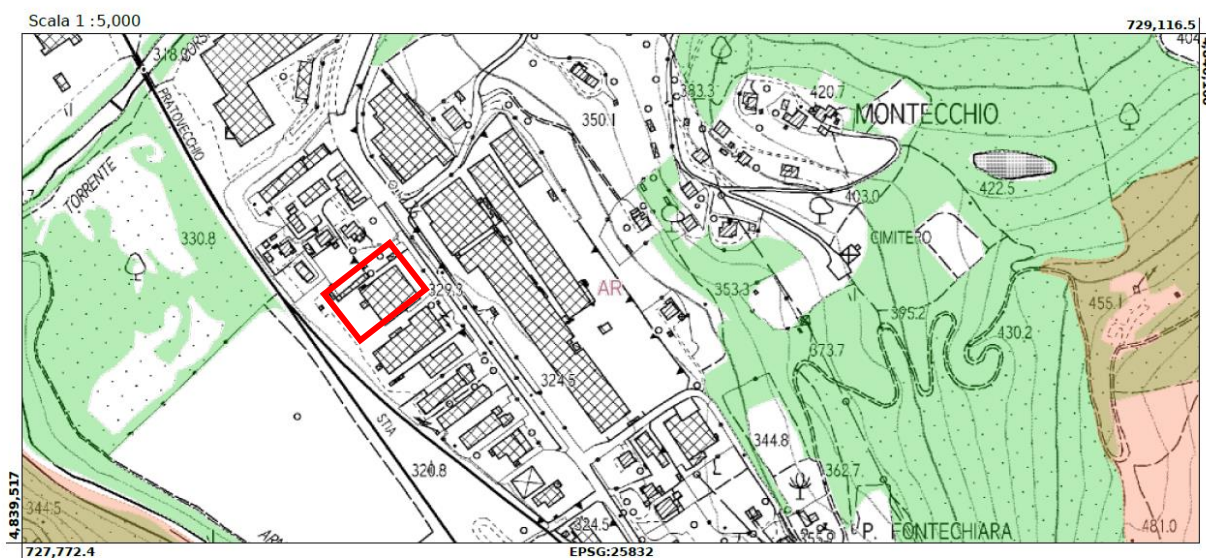 Scala 1 :5,000
729,116.5
404
318.0
383.3
420.7
350.1
MONTECCHIO
PRATOVECCHIO
TORRENTE
422.5
403.0
330.8
CIMITERO
329.3
AR
353.3
455.1
395.2
430.2
373.7
324.5
STIA
344.8
320.8
362.7
4,839,517
344.5
324.5
P. FONTECHIARA
481.0
727,772.4
EPSG:25832